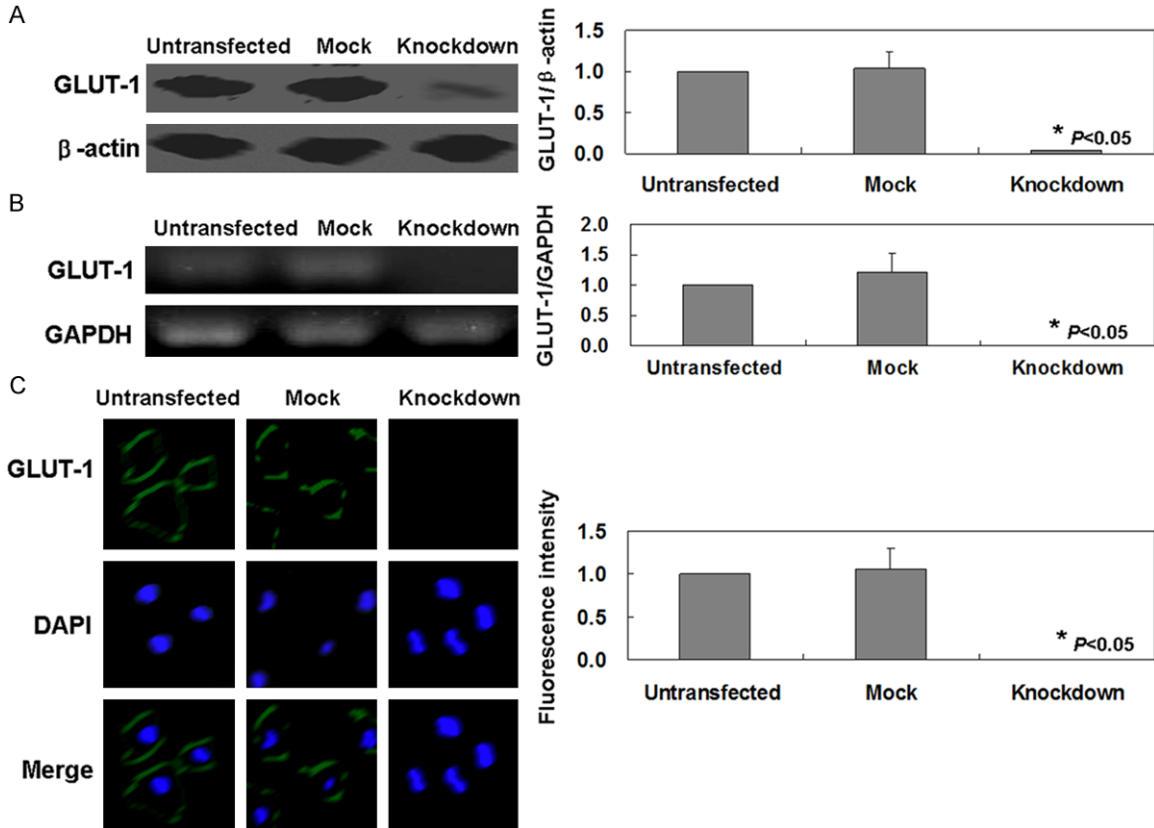 A
Untransfected Mock Knockdown
GLUT-1
β-actin
GLUT-1/β-actin
1.5
1.0
0.5
0.0
* P<0.05
Untransfected Mock Knockdown
B
Untransfected Mock Knockdown
GLUT-1
GAPDH
GLUT-1/GAPDH
2.0
1.5
1.0
0.5
0.0
* P<0.05
Untransfected Mock Knockdown
C
Untransfected Mock Knockdown
GLUT-1
DAPI
Merge
Fluorescence intensity
1.5
1.0
0.5
0.0
* P<0.05
Untransfected Mock Knockdown